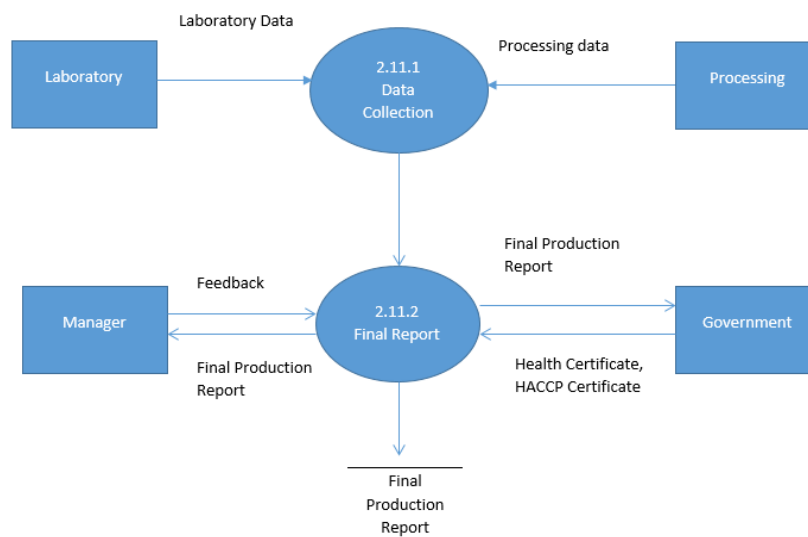 Laboratory Data
Laboratory
2.11.1
Data
Collection
Processing data
Processing
Final Production
Report
Feedback
Manager
2.11.2
Final Report
Government
Final Production
Report
Health Certificate,
HACCP Certificate
Final
Production
Report